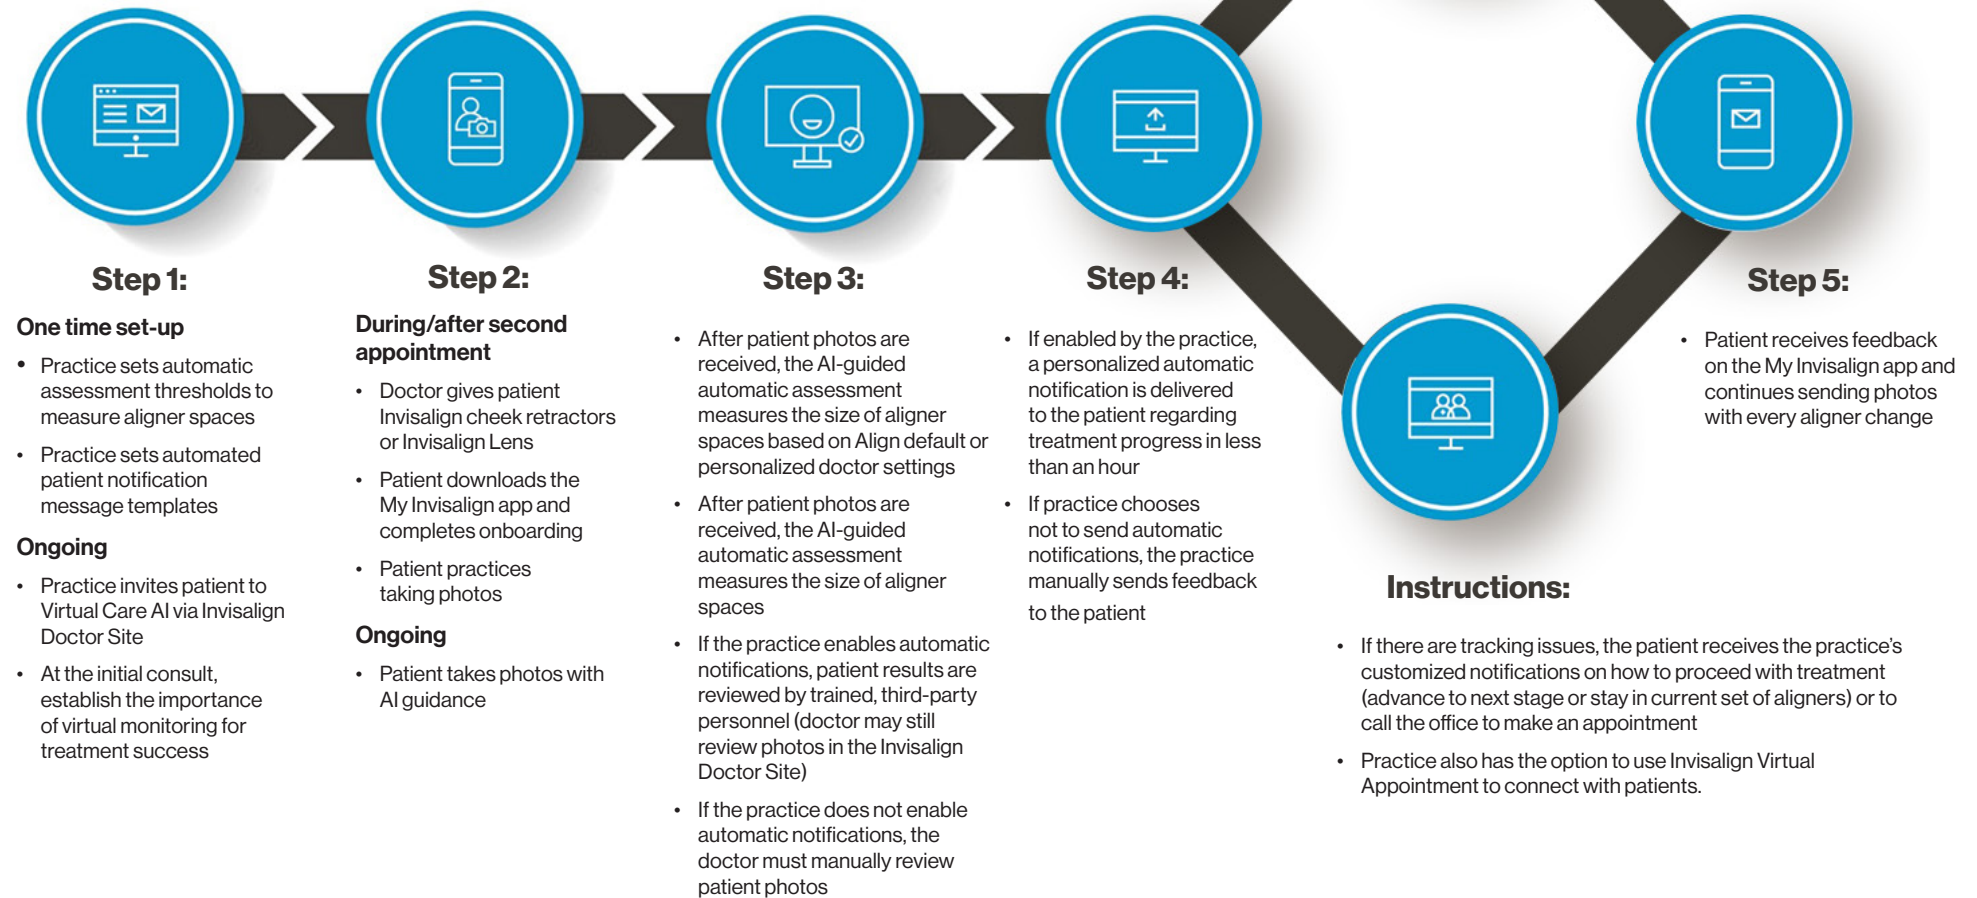 Step 1:
One time set-up
• Practice sets automatic
assessment thresholds to
measure aligner spaces
• Practice sets automated
patient notification
message templates
Ongoing
• Practice invites patient to
Virtual Care AI via Invisalign
Doctor Site
• At the initial consult,
establish the importance
of virtual monitoring for
treatment success
Step 2:
During/after second
appointment
• Doctor gives patient
Invisalign cheek retractors
or Invisalign Lens
• Patient downloads the
My Invisalign app and
completes onboarding
• Patient practices
taking photos
Ongoing
• Patient takes photos with
AI guidance
Step 3:
• After patient photos are
received, the AI-guided
automatic assessment
measures the size of aligner
spaces based on Align default or
personalized doctor settings
• After patient photos are
received, the AI-guided
automatic assessment
measures the size of aligner
spaces
• If the practice enables automatic
notifications, patient results are
reviewed by trained, third-party
personnel (doctor may still
review photos in the Invisalign
Doctor Site)
• If the practice does not enable
automatic notifications, the
doctor must manually review
patient photos
Step 4:
• If enabled by the practice,
a personalized automatic
notification is delivered
to the patient regarding
treatment progress in less
than an hour
• If practice chooses
not to send automatic
notifications, the practice
manually sends feedback
to the patient
Instructions:
• If there are tracking issues, the patient receives the practice's
customized notifications on how to proceed with treatment
(advance to next stage or stay in current set of aligners) or to
call the office to make an appointment
• Practice also has the option to use Invisalign Virtual
Appointment to connect with patients.
Step 5:
• Patient receives feedback
on the My Invisalign app and
continues sending photos
with every aligner change